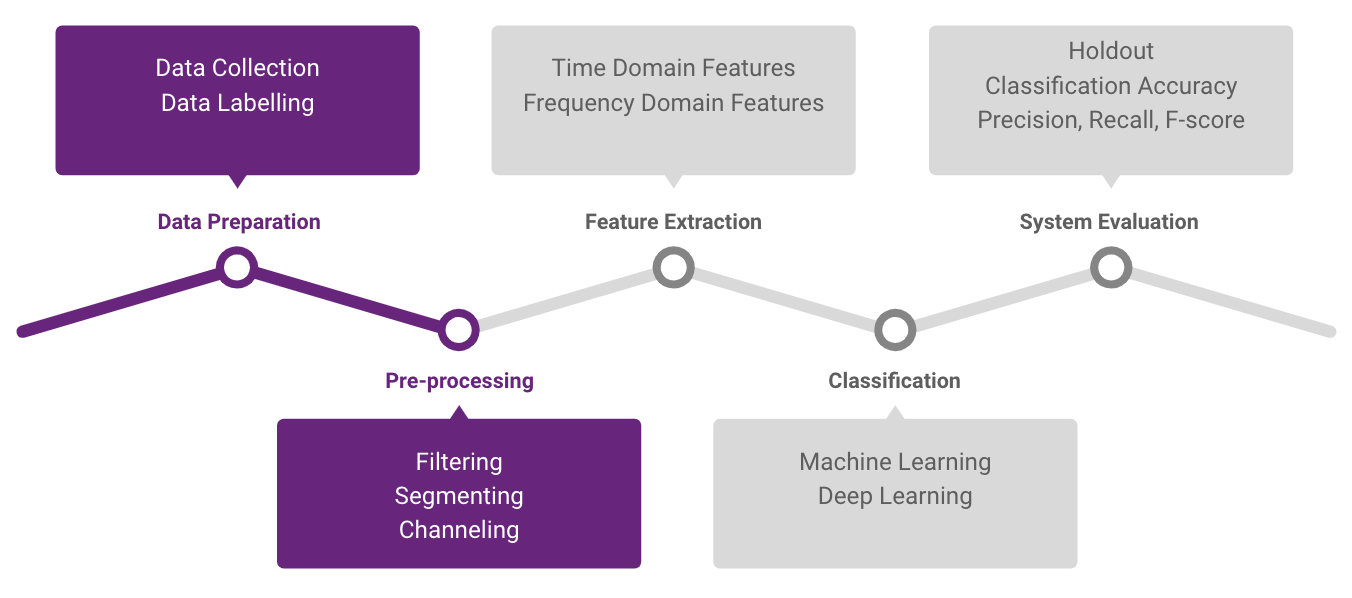 Data Collection
Data Labelling
Data Preparation
Pre-processing
Filtering
Segmenting
Channeling
Time Domain Features
Frequency Domain Features
Feature Extraction
Classification
Machine Learning
Deep Learning
Holdout
Classification Accuracy
Precision, Recall, F-score
System Evaluation